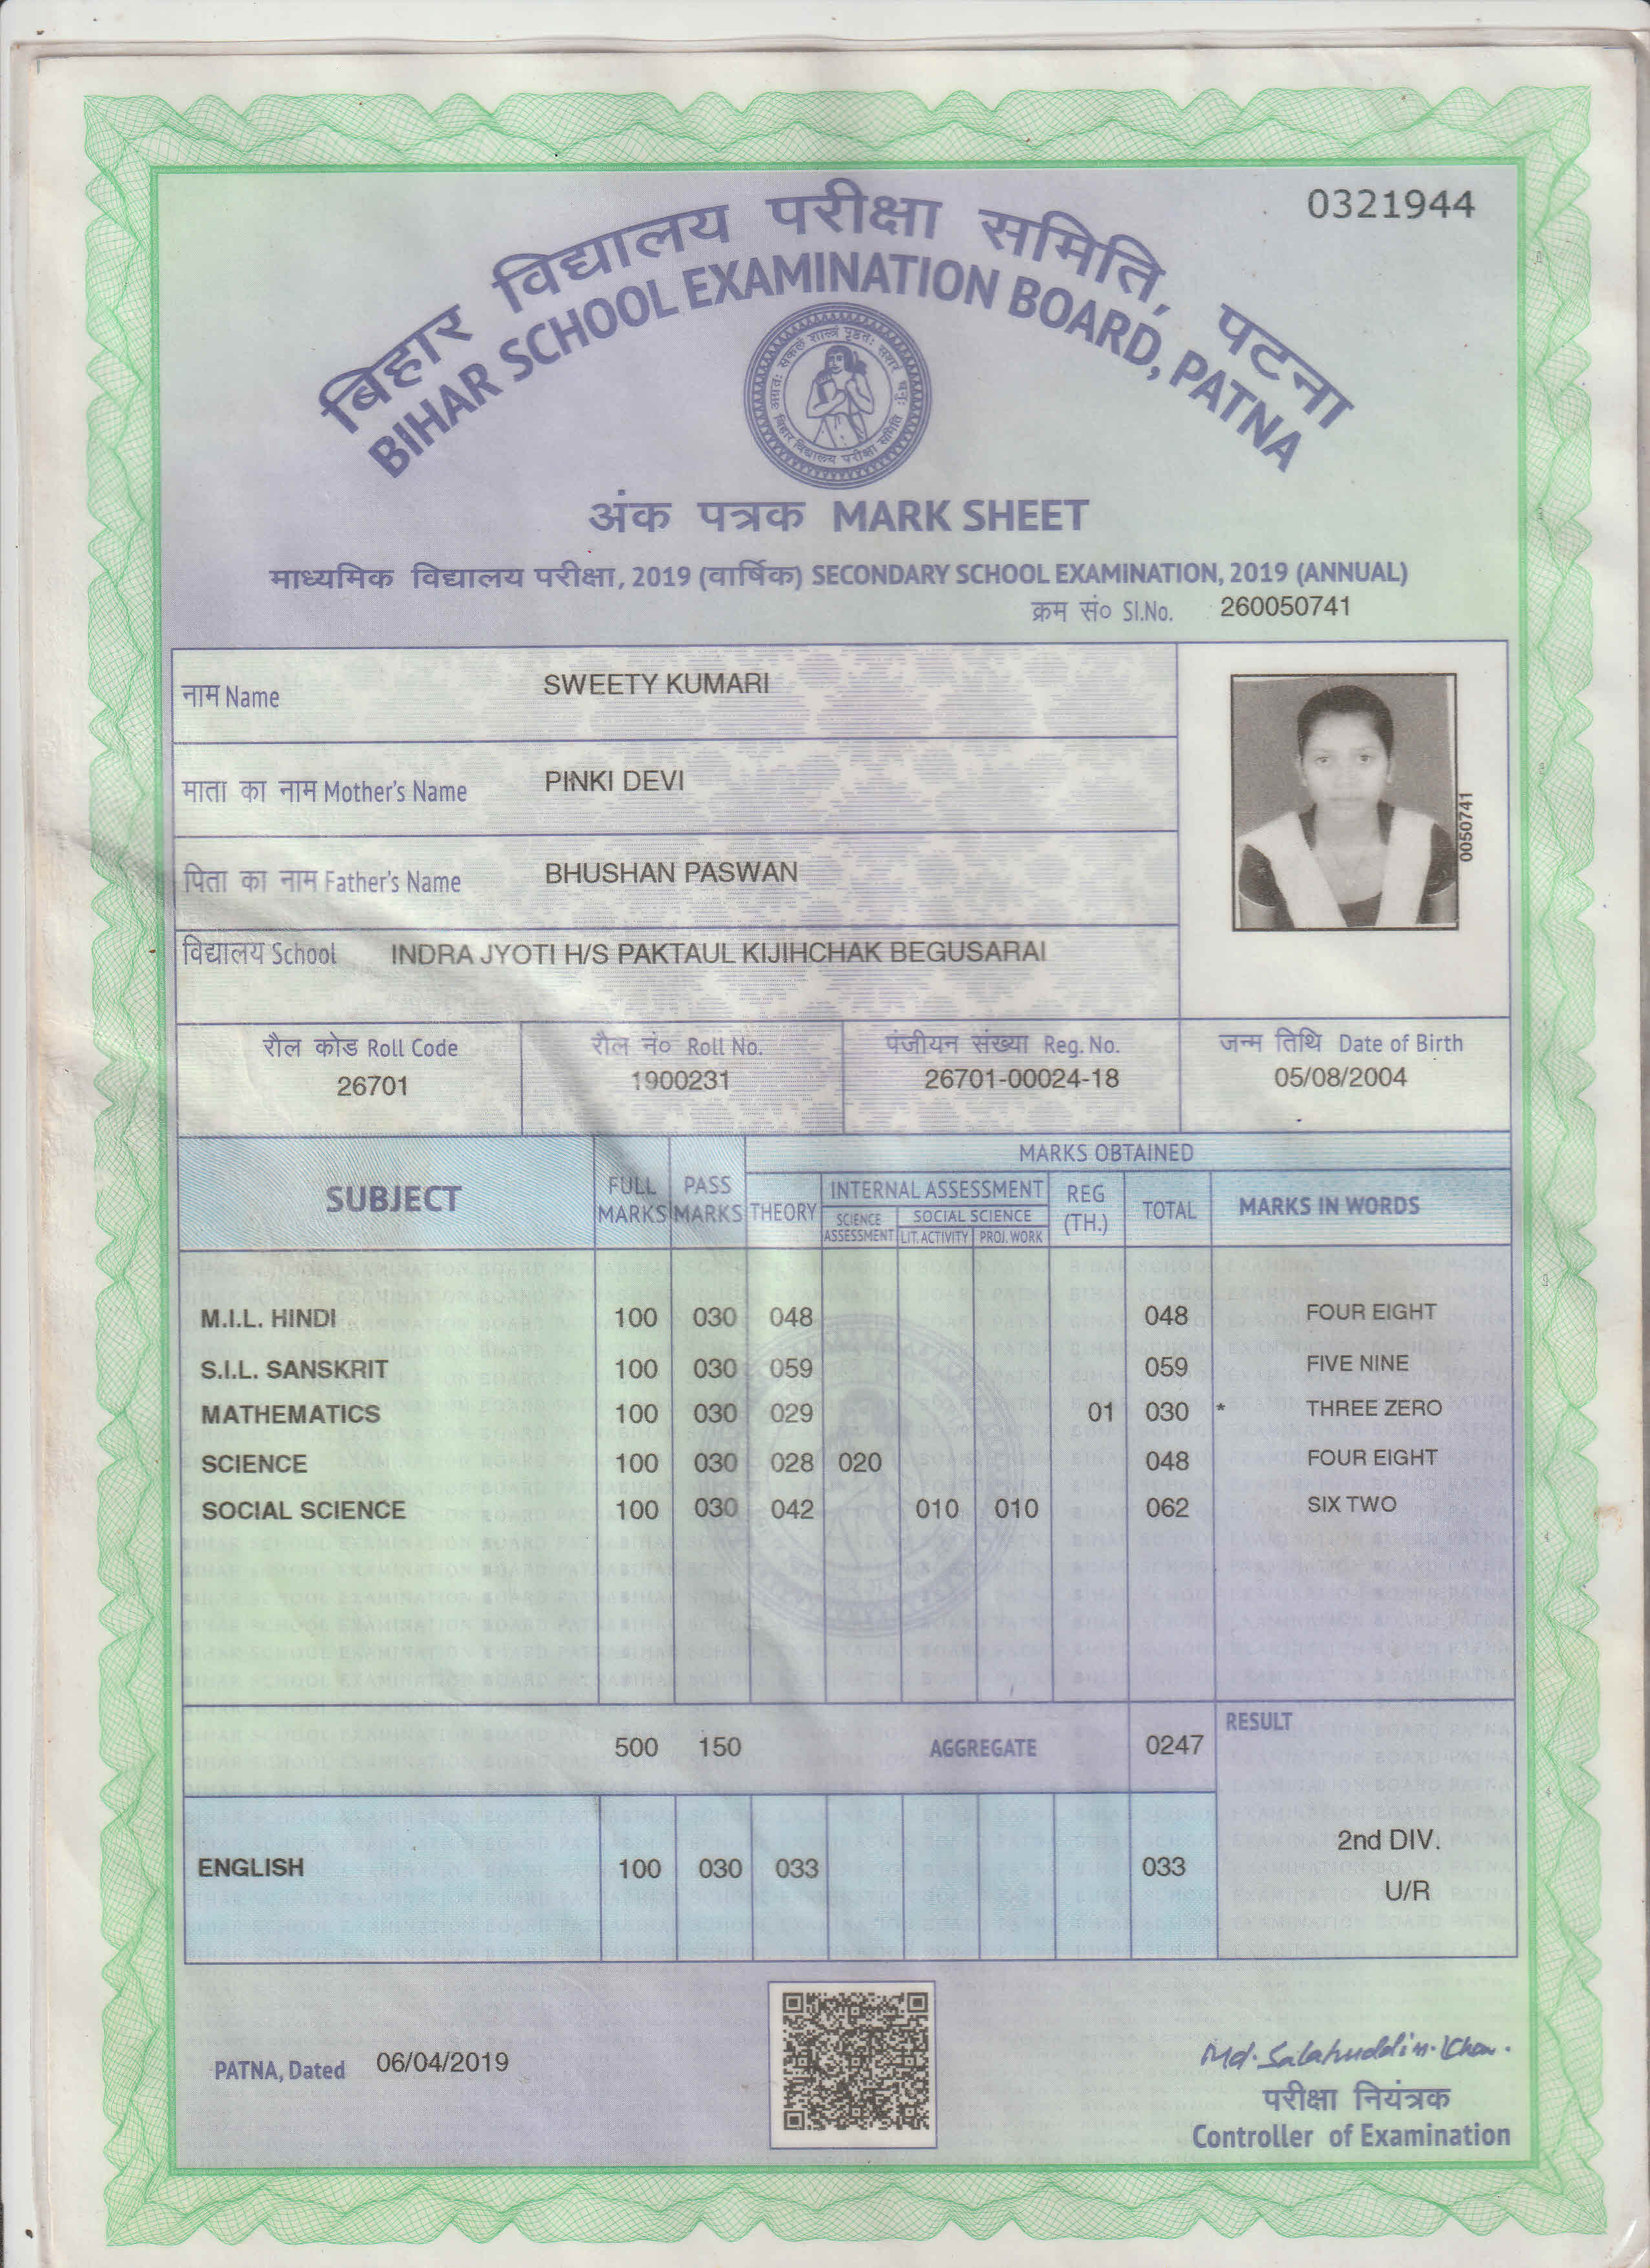 0321944
बिहार विद्यालय परीक्षा समिति, पटना
BIHAR SCHOOL EXAMINATION BOARD, PATNA
बिहार विद्यालय परीक्षा समिति
अंक पत्रक MARK SHEET
माध्यमिक विद्यालय परीक्षा, 2019 (वार्षिक) SECONDARY SCHOOL EXAMINATION, 2019 (ANNUAL)
क्रम सं० Sl.No. 260050741
नाम Name SWEETY KUMARI
माता का नाम Mother's Name PINKI DEVI
0050741
पिता का नाम Father's Name BHUSHAN PASWAN
विद्यालय School INDRA JYOTI H/S PAKTAUL KIJIHCHAK BEGUSARAI
रौल कोड Roll Code रौल नं० Roll No. पंजीयन संख्या Reg. No. जन्म तिथि Date of Birth
26701 1900231 26701-00024-18 05/08/2004
SUBJECT FULL MARKS PASS MARKS MARKS OBTAINED
THEORY INTERNAL ASSESSMENT REG (TH.) TOTAL MARKS IN WORDS
SCIENCE ASSESSMENT SOCIAL SCIENCE
LIT. ACTIVITY PROJ. WORK
M.I.L. HINDI 100 030 048 048 FOUR EIGHT
S.I.L. SANSKRIT 100 030 059 059 FIVE NINE
MATHEMATICS 100 030 029 01 030 * THREE ZERO
SCIENCE 100 030 028 020 048 FOUR EIGHT
SOCIAL SCIENCE 100 030 042 010 010 062 SIX TWO
500 150 AGGREGATE 0247 RESULT
2nd DIV.
ENGLISH 100 030 033 033
U/R
PATNA, Dated 06/04/2019
Md. Salahuddin Khan.
परीक्षा नियंत्रक
Controller of Examination